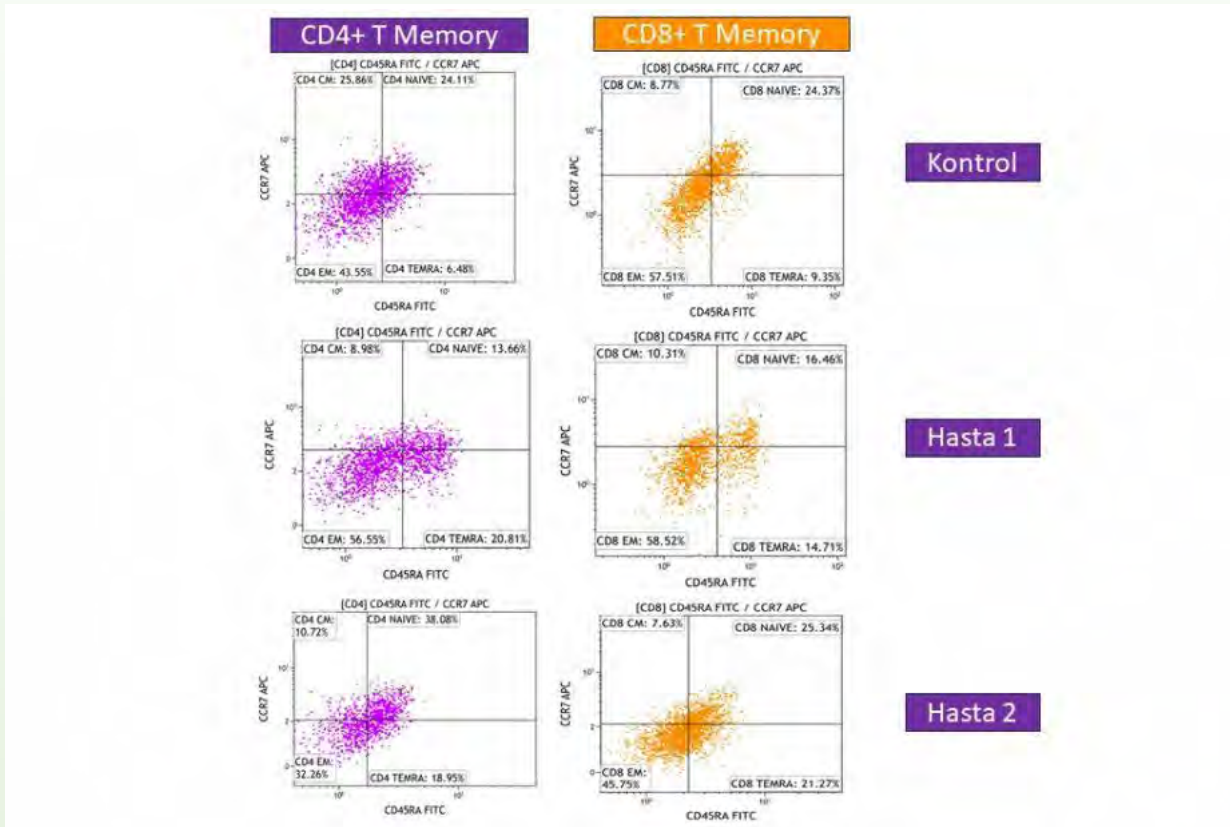 CD4+ T Memory
CD8+ T Memory
[CD4] CD45RA FITC / CCR7 APC
CD4 CM: 25.86%
CD4 NAIVE: 24.11%
CCR7 APC
CD4 EM: 43.55%
CD4 TEMRA: 6.48%
CD45RA FITC
[CD8] CD45RA FITC / CCR7 APC
CD8 CM: 8.77%
CD8 NAIVE: 24.37%
CCR7 APC
CD8 EM: 57.51%
CD8 TEMRA: 9.35%
CD45RA FITC
Kontrol
[CD4] CD45RA FITC / CCR7 APC
CD4 CM: 8.98%
CD4 NAIVE: 13.66%
CCR7 APC
CD4 EM: 56.55%
CD4 TEMRA: 20.81%
CD45RA FITC
[CD8] CD45RA FITC / CCR7 APC
CD8 CM: 10.31%
CD8 NAIVE: 16.46%
CCR7 APC
CD8 EM: 58.52%
CD8 TEMRA: 14.71%
CD45RA FITC
Hasta 1
[CD4] CD45RA FITC / CCR7 APC
CD4 CM:
10.72%
CD4 NAIVE: 38.08%
CCR7 APC
CD4 EM:
32.26%
CD4 TEMRA: 18.95%
CD45RA FITC
[CD8] CD45RA FITC / CCR7 APC
CD8 CM: 7.63%
CD8 NAIVE: 25.34%
CCR7 APC
CD8 EM:
45.75%
CD8 TEMRA: 21.27%
CD45RA FITC
Hasta 2